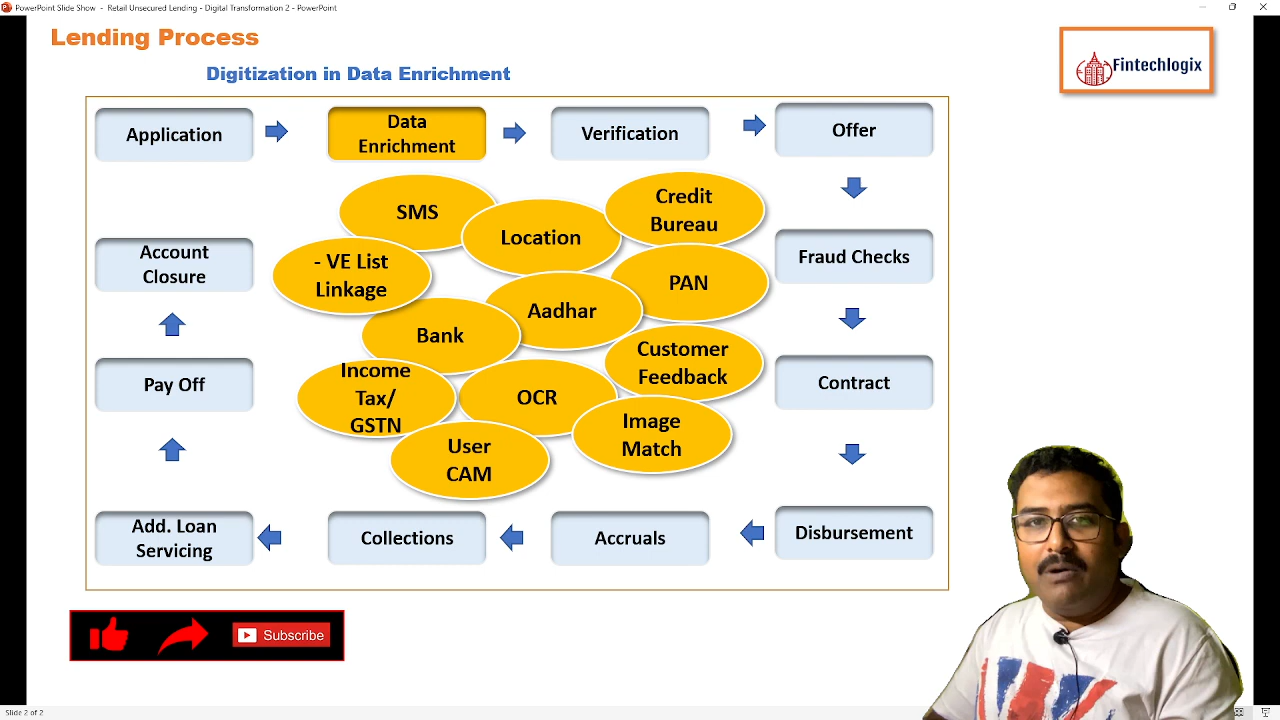 PowerPoint Slide Show - Retail Unsecured Lending - Digital Transformation 2 - PowerPoint
Lending Process
Digitization in Data Enrichment
Fintechlogix
Application
Data
Enrichment
Verification
Offer
SMS
Location
Credit
Bureau
Account
Closure
- VE List
Linkage
Aadhar
PAN
Fraud Checks
Bank
Customer
Feedback
Pay Off
Income
Tax/
GSTN
OCR
Image
Match
Contract
User
CAM
Add. Loan
Servicing
Collections
Accruals
Disbursement
Subscribe
Slide 2 of 2